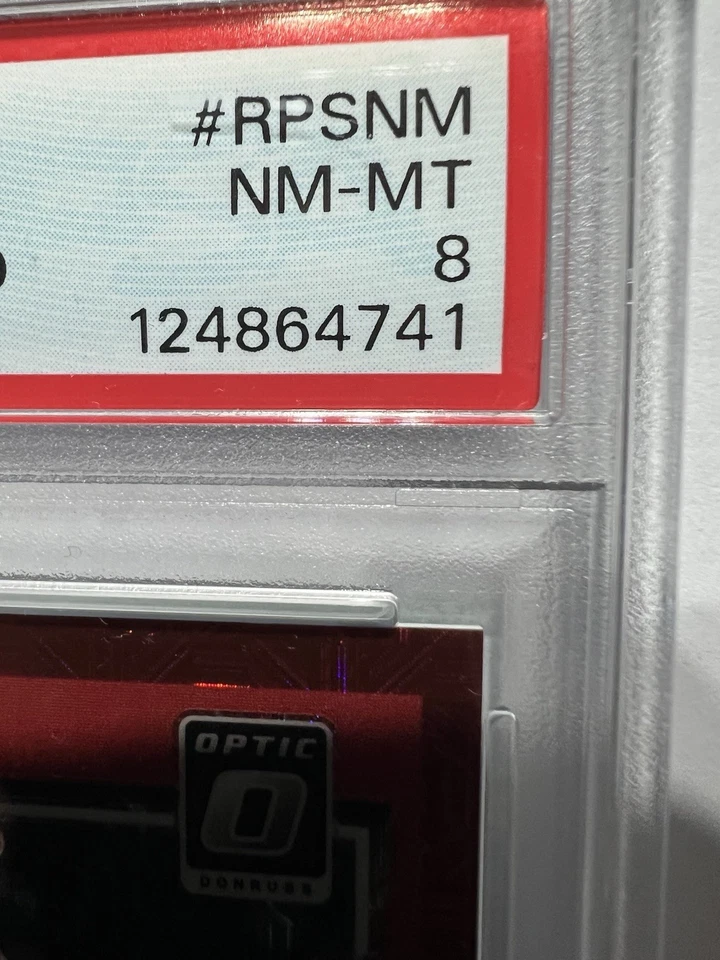 #RPSNM
NM-MT
8
124864741
OPTIC
O
DONRUSS